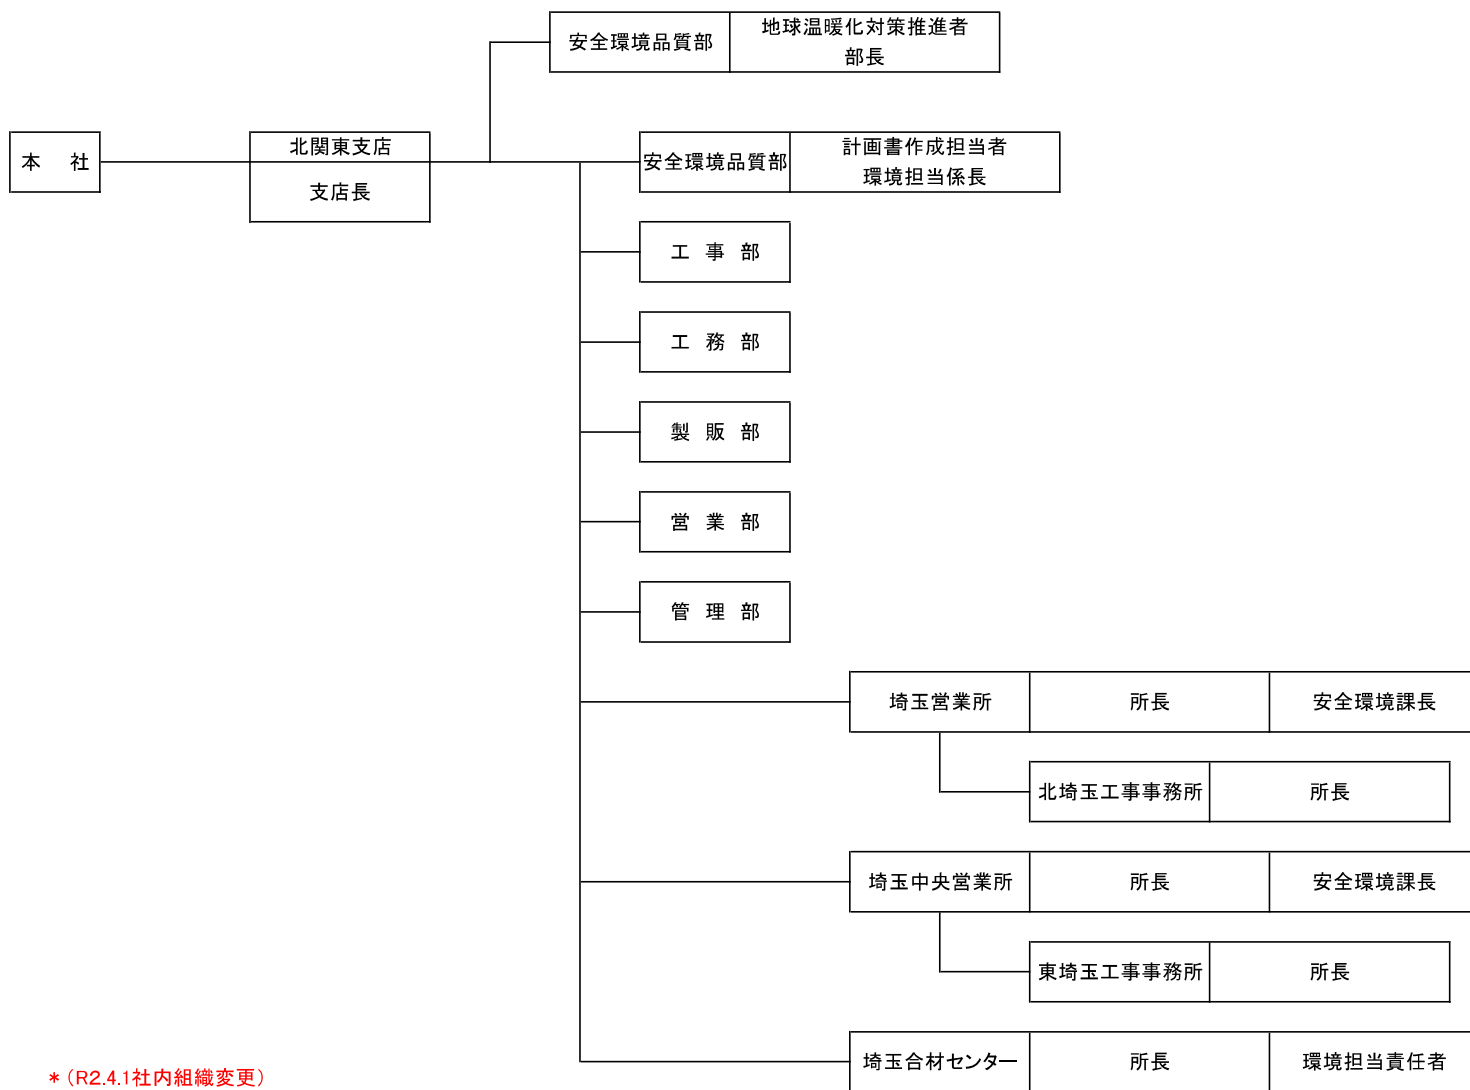 安全環境品質部
地球温暖化対策推進者
部長
本 社
北関東支店
支店長
安全環境品質部
計画書作成担当者
環境担当係長
工 事 部
工 務 部
製 販 部
営 業 部
管 理 部
埼玉営業所 所長 安全環境課長
北埼玉工事事務所 所長
埼玉中央営業所 所長 安全環境課長
東埼玉工事事務所 所長
埼玉合材センター 所長 環境担当責任者
*(R2.4.1社内組織変更)